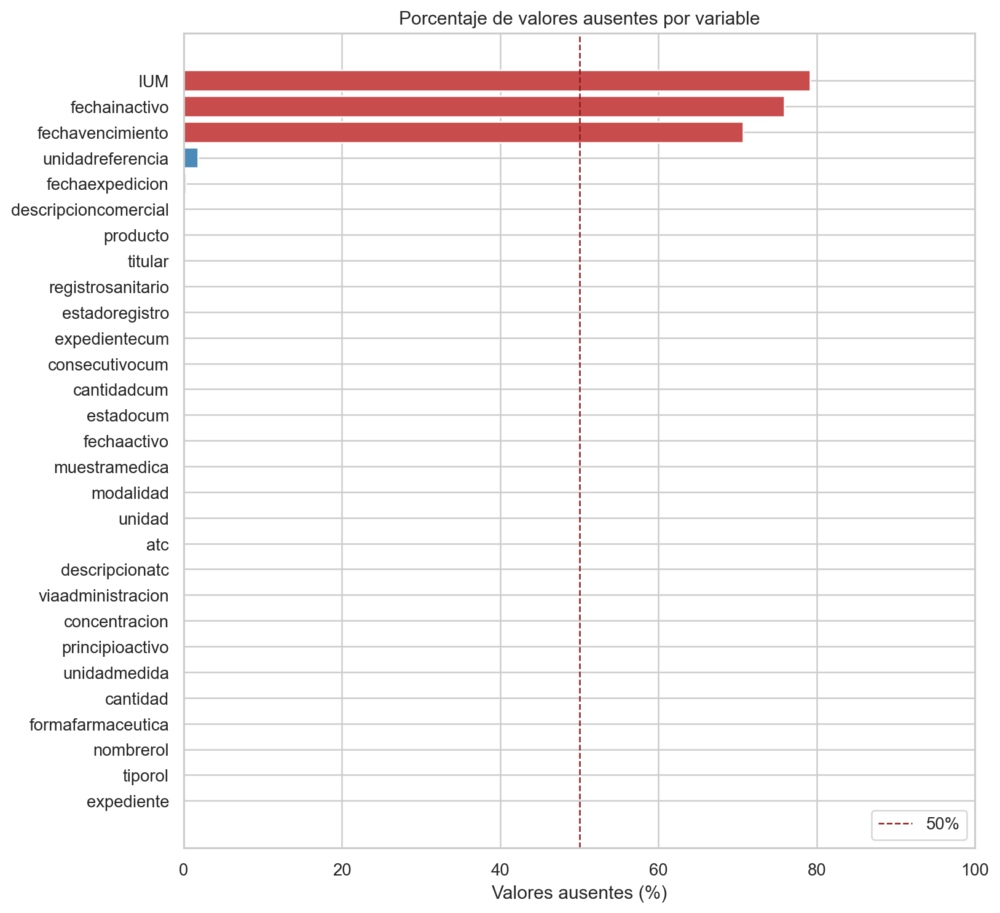 Porcentaje de valores ausentes por variable
IUM
fechainactivo
fechavencimiento
unidadreferencia
fechaexpedicion
descripcioncomercial
producto
titular
registrosanitario
estadoregistro
expedientecum
consecutivocum
cantidadcum
estadocum
fechaactivo
muestramedica
modalidad
unidad
atc
descripcionatc
viaadministracion
concentracion
principioactivo
unidadmedida
cantidad
formafarmaceutica
nombrerol
tiporol
expediente
50%
0 20 40 60 80 100
Valores ausentes (%)